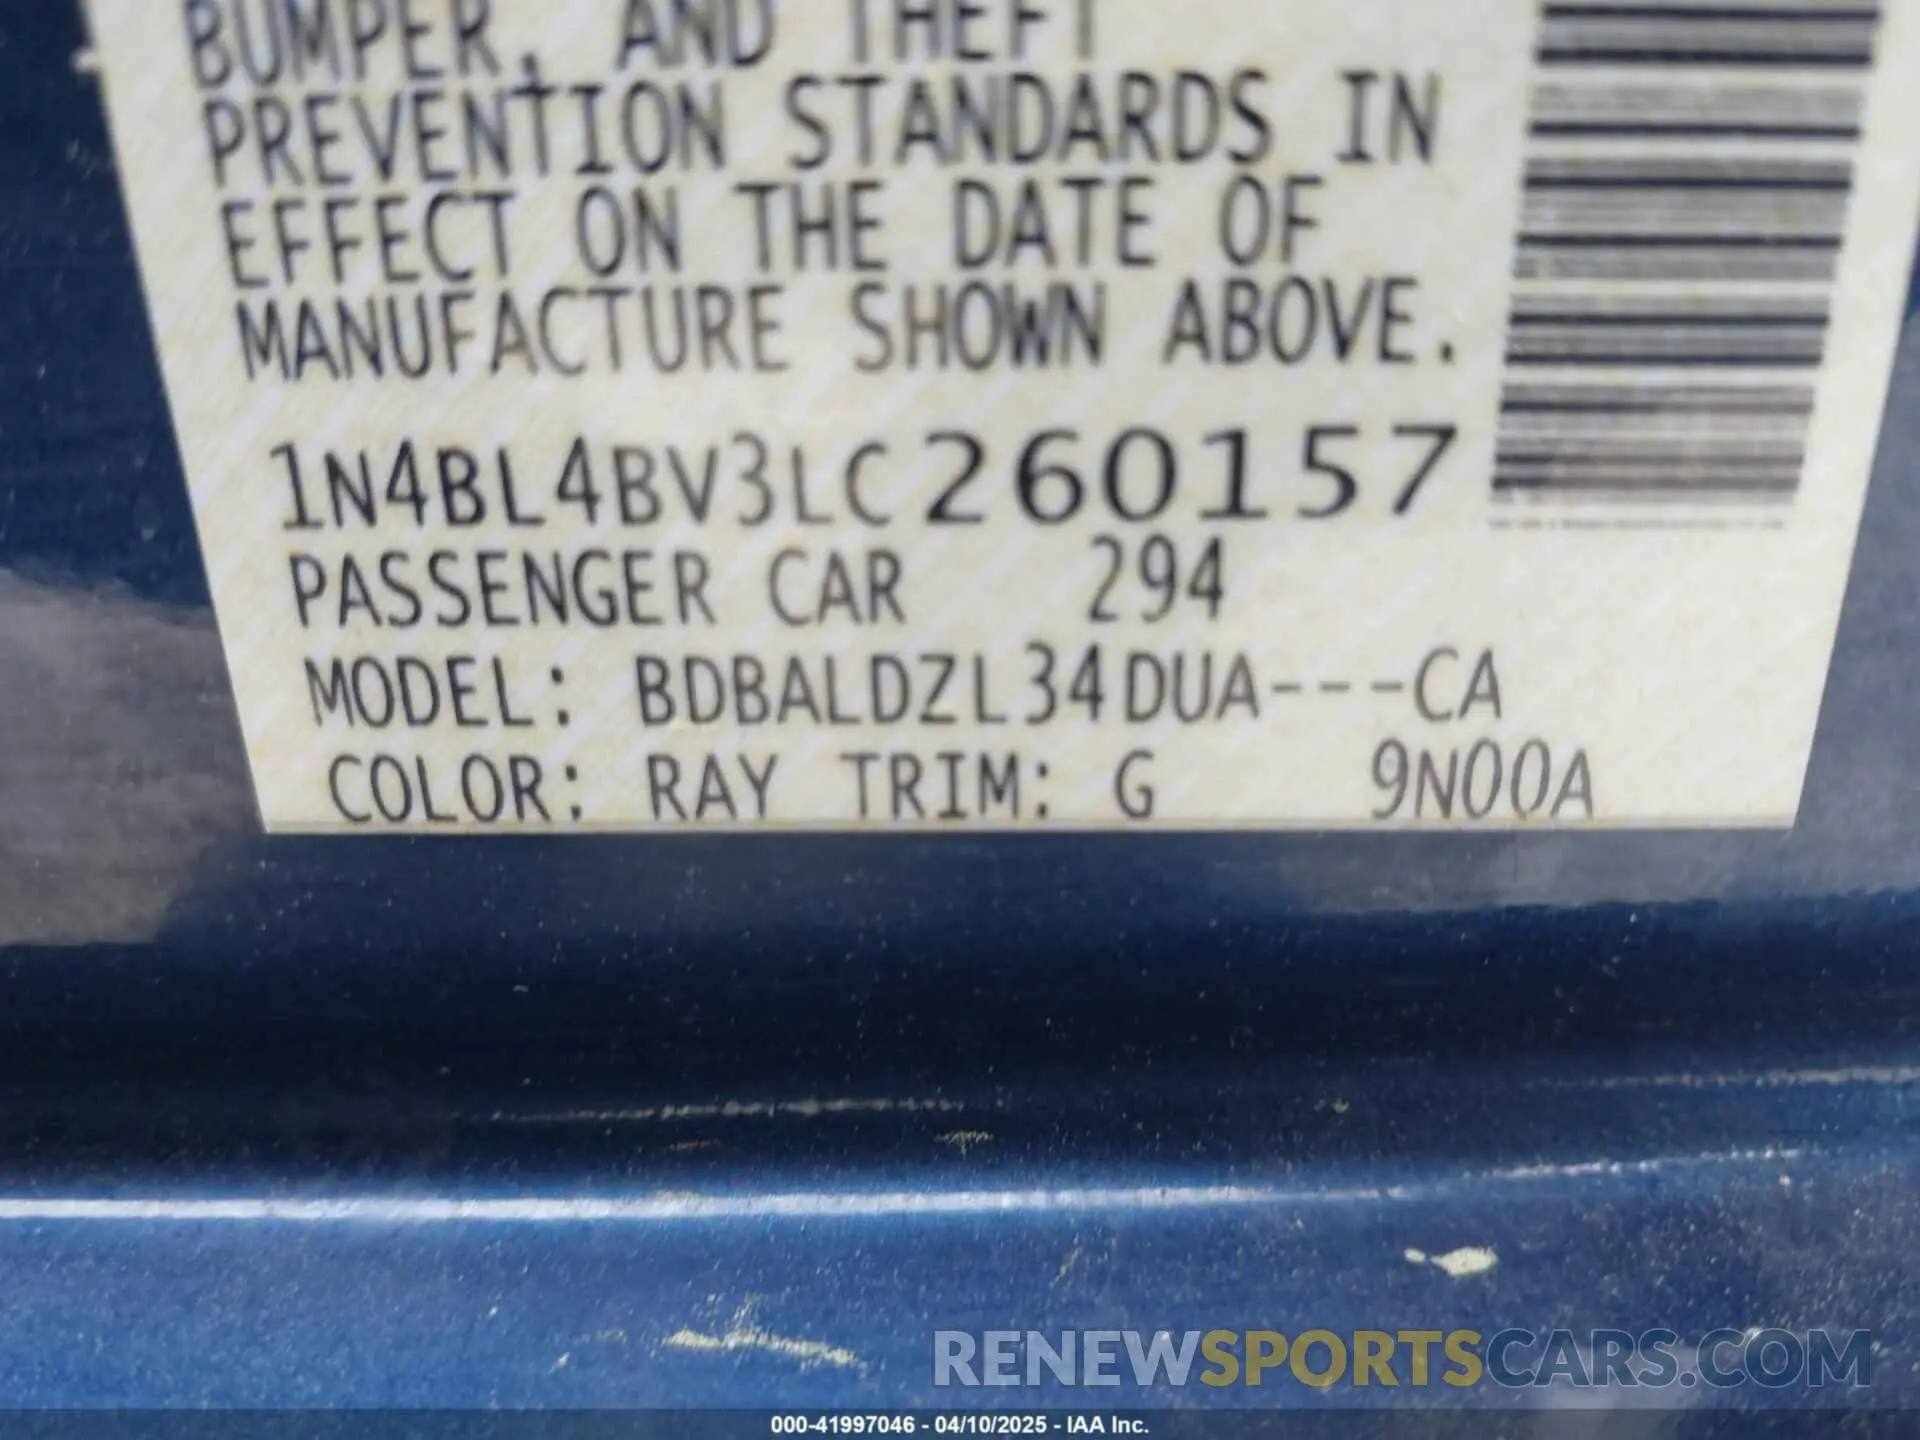 BUMPER, AND THEFT
PREVENTION STANDARDS IN
EFFECT ON THE DATE OF
MANUFACTURE SHOWN ABOVE.
1N4BL4BV3LC260157
PASSENGER CAR 294
MODEL: BDBALDZL34DUA---CA
COLOR: RAY TRIM: G 9N00A
RENEWSPORTSCARS.COM
000-41997046 - 04/10/2025 - IAA Inc.